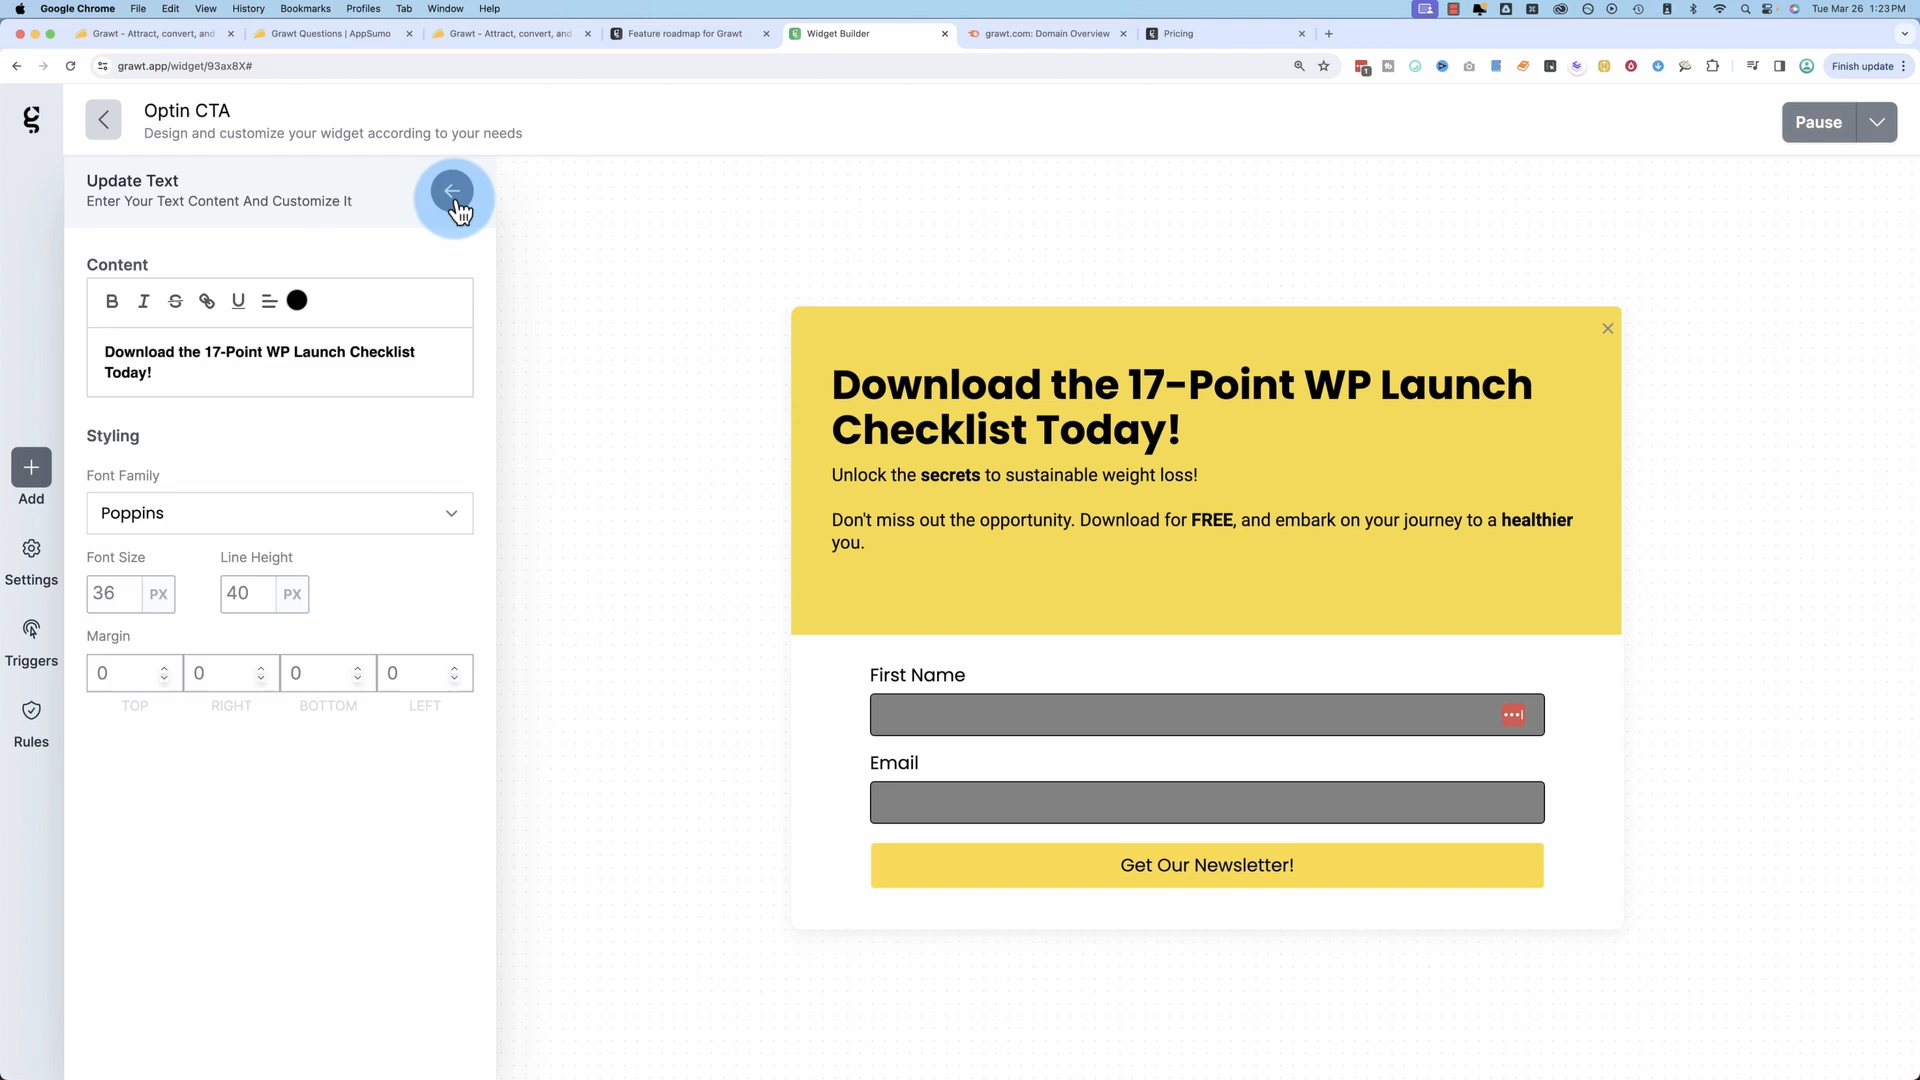 Google Chrome File Edit View History Bookmarks Profiles Tab Window Help Tue Mar 26 1:23 PM
Grawt - Attract, convert, and Grawt Questions | AppSumo Grawt - Attract, convert, and Feature roadmap for Grawt Widget Builder grawt.com: Domain Overview Pricing
grawt.app/widget/93ax8X# 1 Finish update
Optin CTA
Design and customize your widget according to your needs
Pause
Update Text
Enter Your Text Content And Customize It
Content
B I S U
Download the 17-Point WP Launch Checklist
Today!
Styling
Font Family
Poppins
Font Size Line Height
36 PX 40 PX
Margin
0 0 0 0
TOP RIGHT BOTTOM LEFT
Add
Settings
Triggers
Rules
Download the 17-Point WP Launch
Checklist Today!
Unlock the secrets to sustainable weight loss!
Don't miss out the opportunity. Download for FREE, and embark on your journey to a healthier
you.
First Name
Email
Get Our Newsletter!